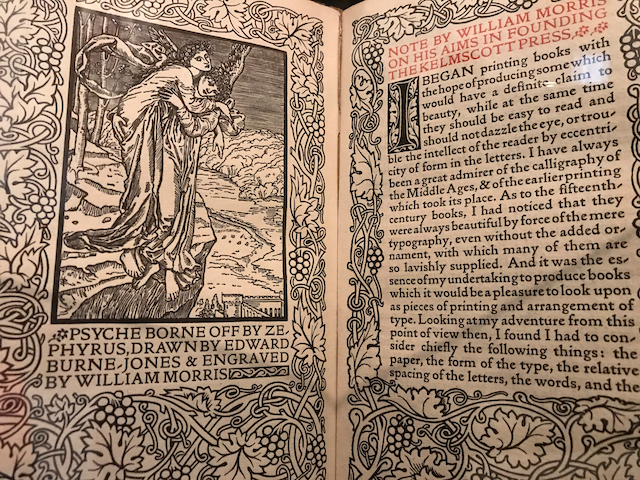 PSYCHE BORNE OFF BY ZE-
PHYRUS, DRAWN BY EDWARD
BURNE-JONES & ENGRAVED
BY WILLIAM MORRIS
NOTE BY WILLIAM MORRIS
ON HIS AIMS IN FOUNDING
THE KELMSCOTT PRESS.
I BEGAN printing books with
the hope of producing some which
would have a definite claim to
beauty, while at the same time
they should be easy to read and
should not dazzle the eye, or trou-
ble the intellect of the reader by eccentri-
city of form in the letters. I have always
been a great admirer of the calligraphy of
the Middle Ages, & of the earlier printing
which took its place. As to the fifteenth-
century books, I had noticed that they
were always beautiful by force of the mere
typography, even without the added or-
nament, with which many of them are
so lavishly supplied. And it was the es-
sence of my undertaking to produce books
which it would be a pleasure to look upon
as pieces of printing and arrangement of
type. Looking at my adventure from this
point of view then, I found I had to con-
sider chiefly the following things: the
paper, the form of the type, the relative
spacing of the letters, the words, and the